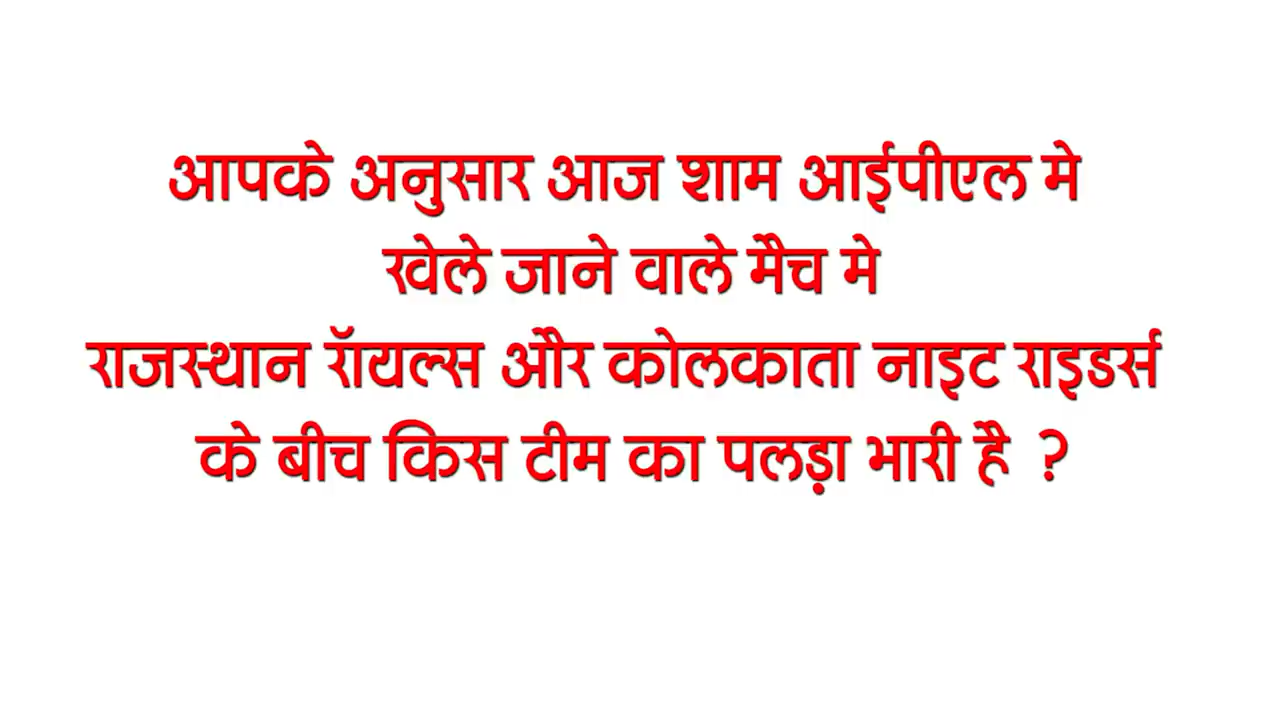 आपके अनुसार आज शाम आईपीएल मे
खेले जाने वाले मैच मे
राजस्थान रॉयल्स और कोलकाता नाइट राइडर्स
के बीच किस टीम का पलड़ा भारी है ?